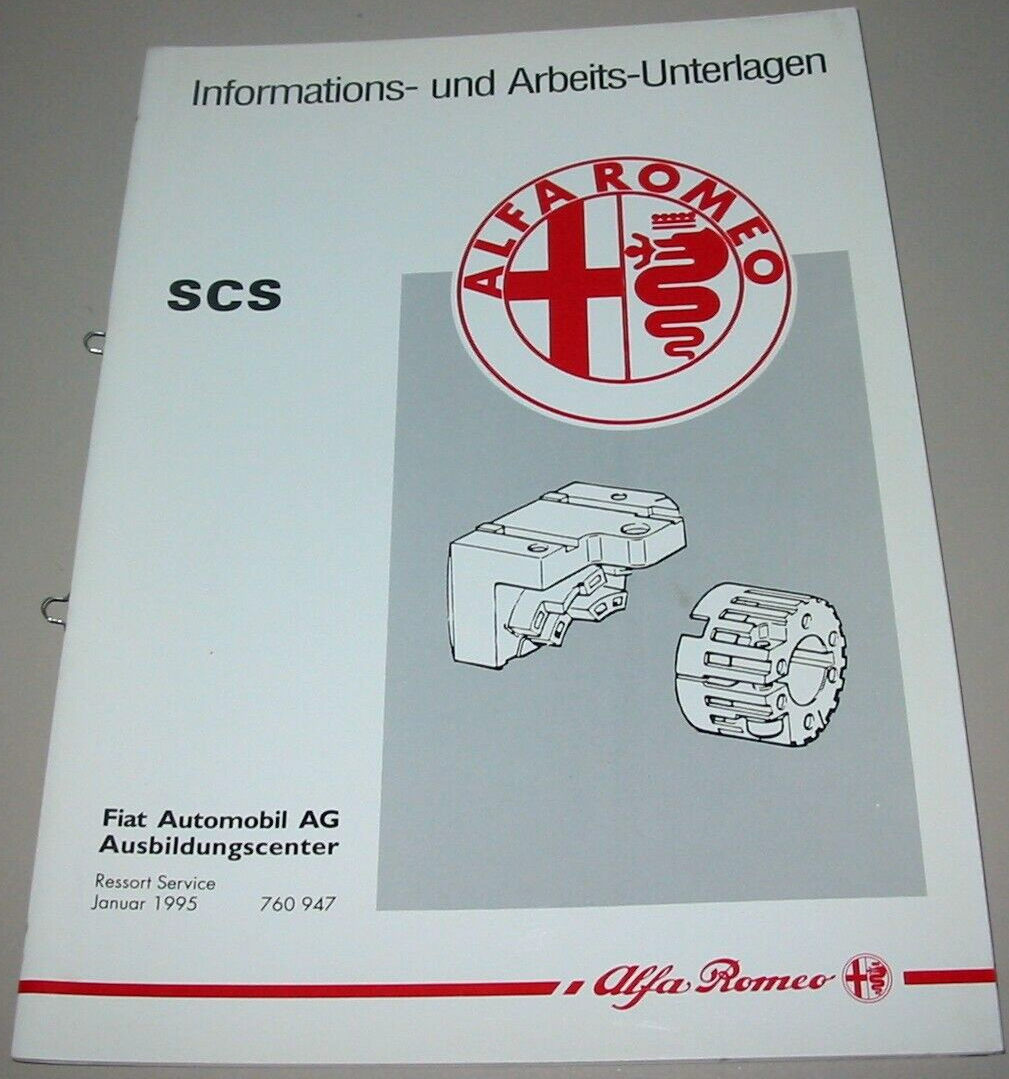 Informations- und Arbeits-Unterlagen
ALFA ROMEO
SCS
Fiat Automobil AG
Ausbildungscenter
Ressort Service
Januar 1995 760 947
Alfa Romeo